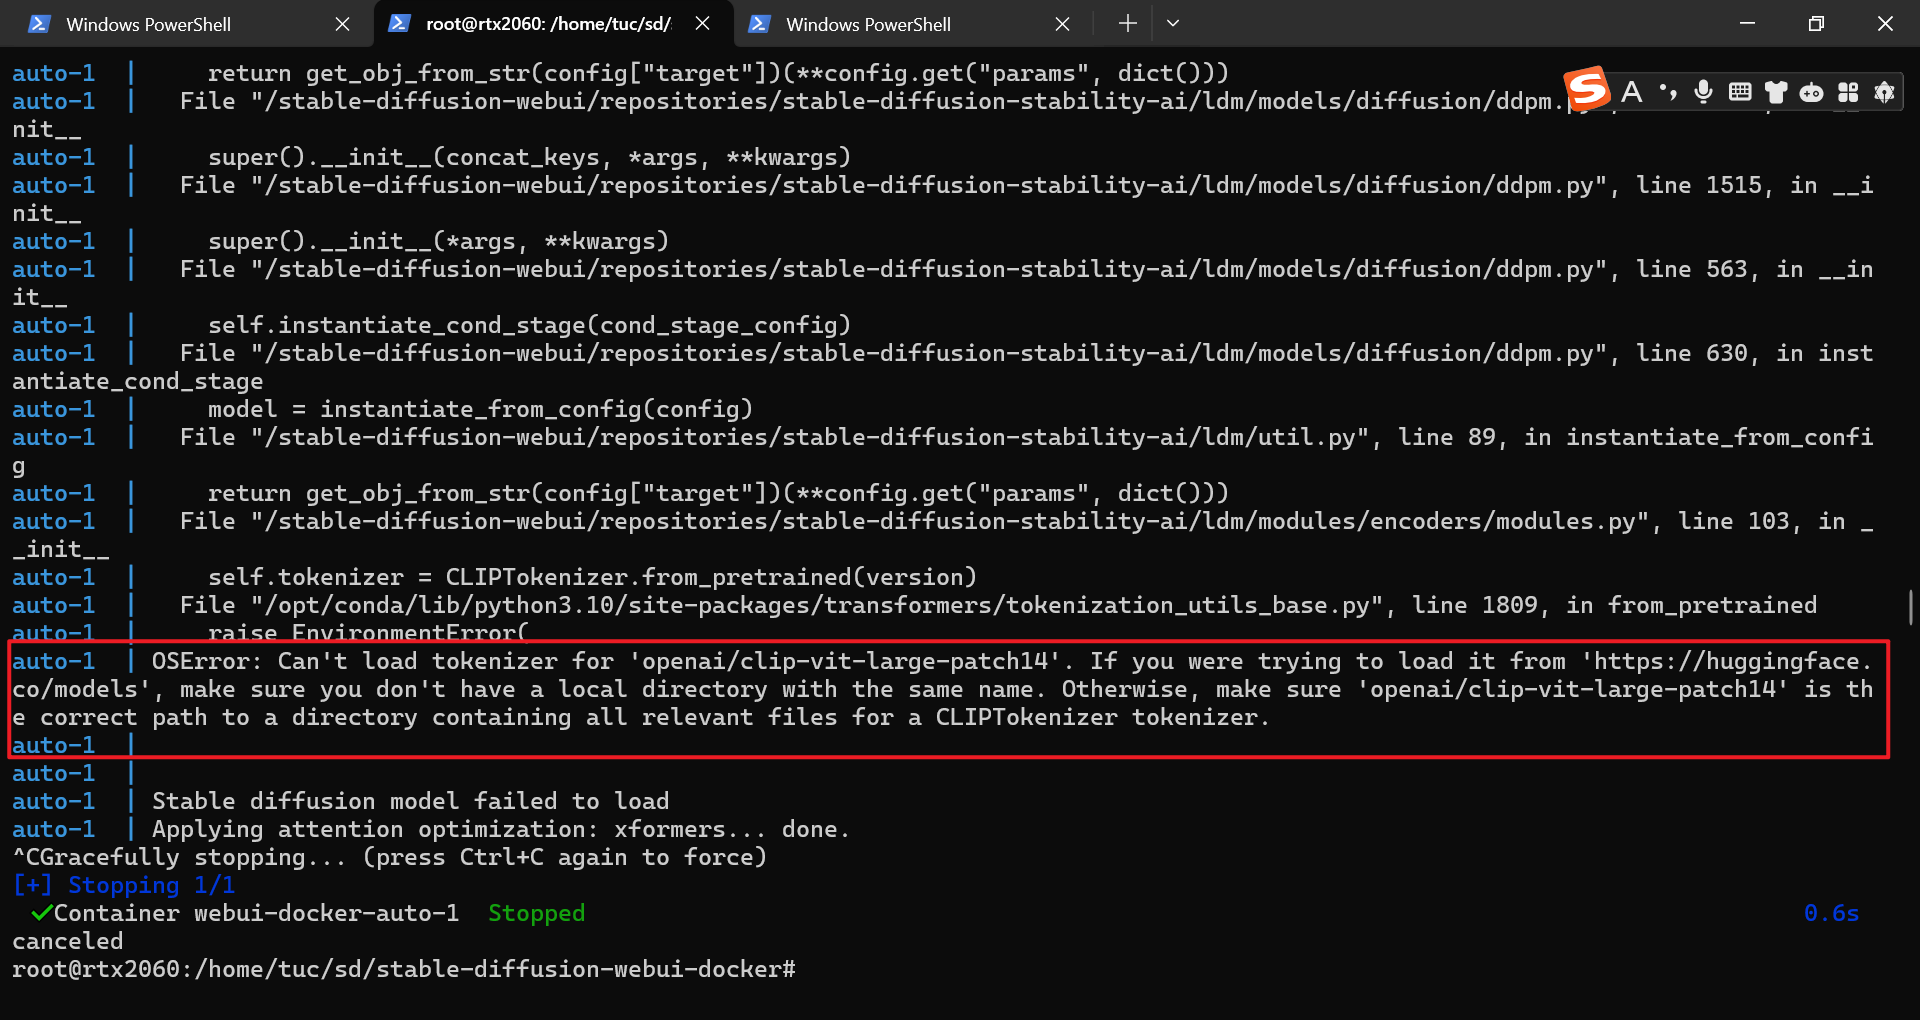 Windows PowerShell
root@rtx2060: /home/tuc/sd/
Windows PowerShell
auto-1  |     return get_obj_from_str(config["target"])(**config.get("params", dict()))
auto-1  |   File "/stable-diffusion-webui/repositories/stable-diffusion-stability-ai/ldm/models/diffusion/ddpm.
S A
nit__
auto-1  |     super().__init__(concat_keys, *args, **kwargs)
auto-1  |   File "/stable-diffusion-webui/repositories/stable-diffusion-stability-ai/ldm/models/diffusion/ddpm.py", line 1515, in __i
nit__
auto-1  |     super().__init__(*args, **kwargs)
auto-1  |   File "/stable-diffusion-webui/repositories/stable-diffusion-stability-ai/ldm/models/diffusion/ddpm.py", line 563, in __in
it__
auto-1  |     self.instantiate_cond_stage(cond_stage_config)
auto-1  |   File "/stable-diffusion-webui/repositories/stable-diffusion-stability-ai/ldm/models/diffusion/ddpm.py", line 630, in inst
antiate_cond_stage
auto-1  |     model = instantiate_from_config(config)
auto-1  |   File "/stable-diffusion-webui/repositories/stable-diffusion-stability-ai/ldm/util.py", line 89, in instantiate_from_confi
g
auto-1  |     return get_obj_from_str(config["target"])(**config.get("params", dict()))
auto-1  |   File "/stable-diffusion-webui/repositories/stable-diffusion-stability-ai/ldm/modules/encoders/modules.py", line 103, in _
_init__
auto-1  |     self.tokenizer = CLIPTokenizer.from_pretrained(version)
auto-1  |   File "/opt/conda/lib/python3.10/site-packages/transformers/tokenization_utils_base.py", line 1809, in from_pretrained
auto-1  |     raise EnvironmentError(
auto-1  | OSError: Can't load tokenizer for 'openai/clip-vit-large-patch14'. If you were trying to load it from 'https://huggingface.
co/models', make sure you don't have a local directory with the same name. Otherwise, make sure 'openai/clip-vit-large-patch14' is th
e correct path to a directory containing all relevant files for a CLIPTokenizer tokenizer.
auto-1  |
auto-1  |
auto-1  | Stable diffusion model failed to load
auto-1  | Applying attention optimization: xformers... done.
^CGracefully stopping... (press Ctrl+C again to force)
[+] Stopping 1/1
✔Container webui-docker-auto-1  Stopped 0.6s
canceled
root@rtx2060:/home/tuc/sd/stable-diffusion-webui-docker#